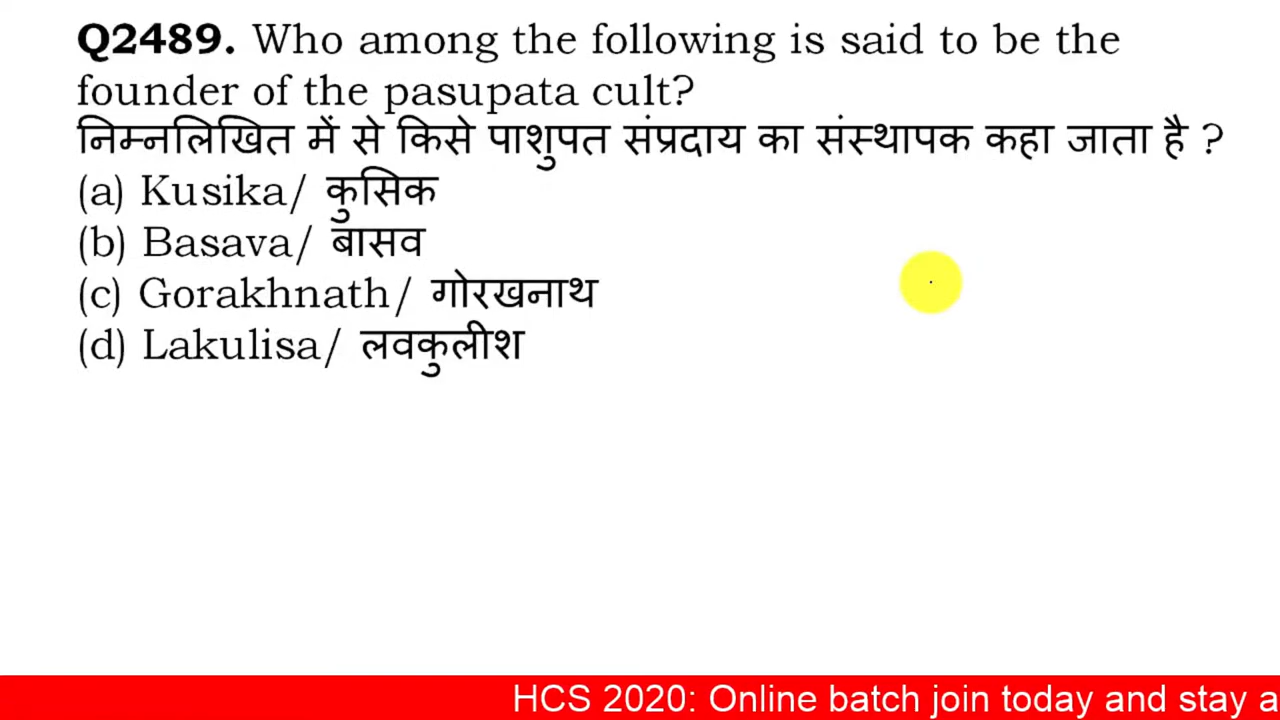 Q2489. Who among the following is said to be the
founder of the pasupata cult?
निम्नलिखित में से किसे पाशुपत संप्रदाय का संस्थापक कहा जाता है ?
(a) Kusika/ कुसिक
(b) Basava/ बासव
(c) Gorakhnath/ गोरखनाथ
(d) Lakulisa/ लवकुलीश
HCS 2020: Online batch join today and stay a